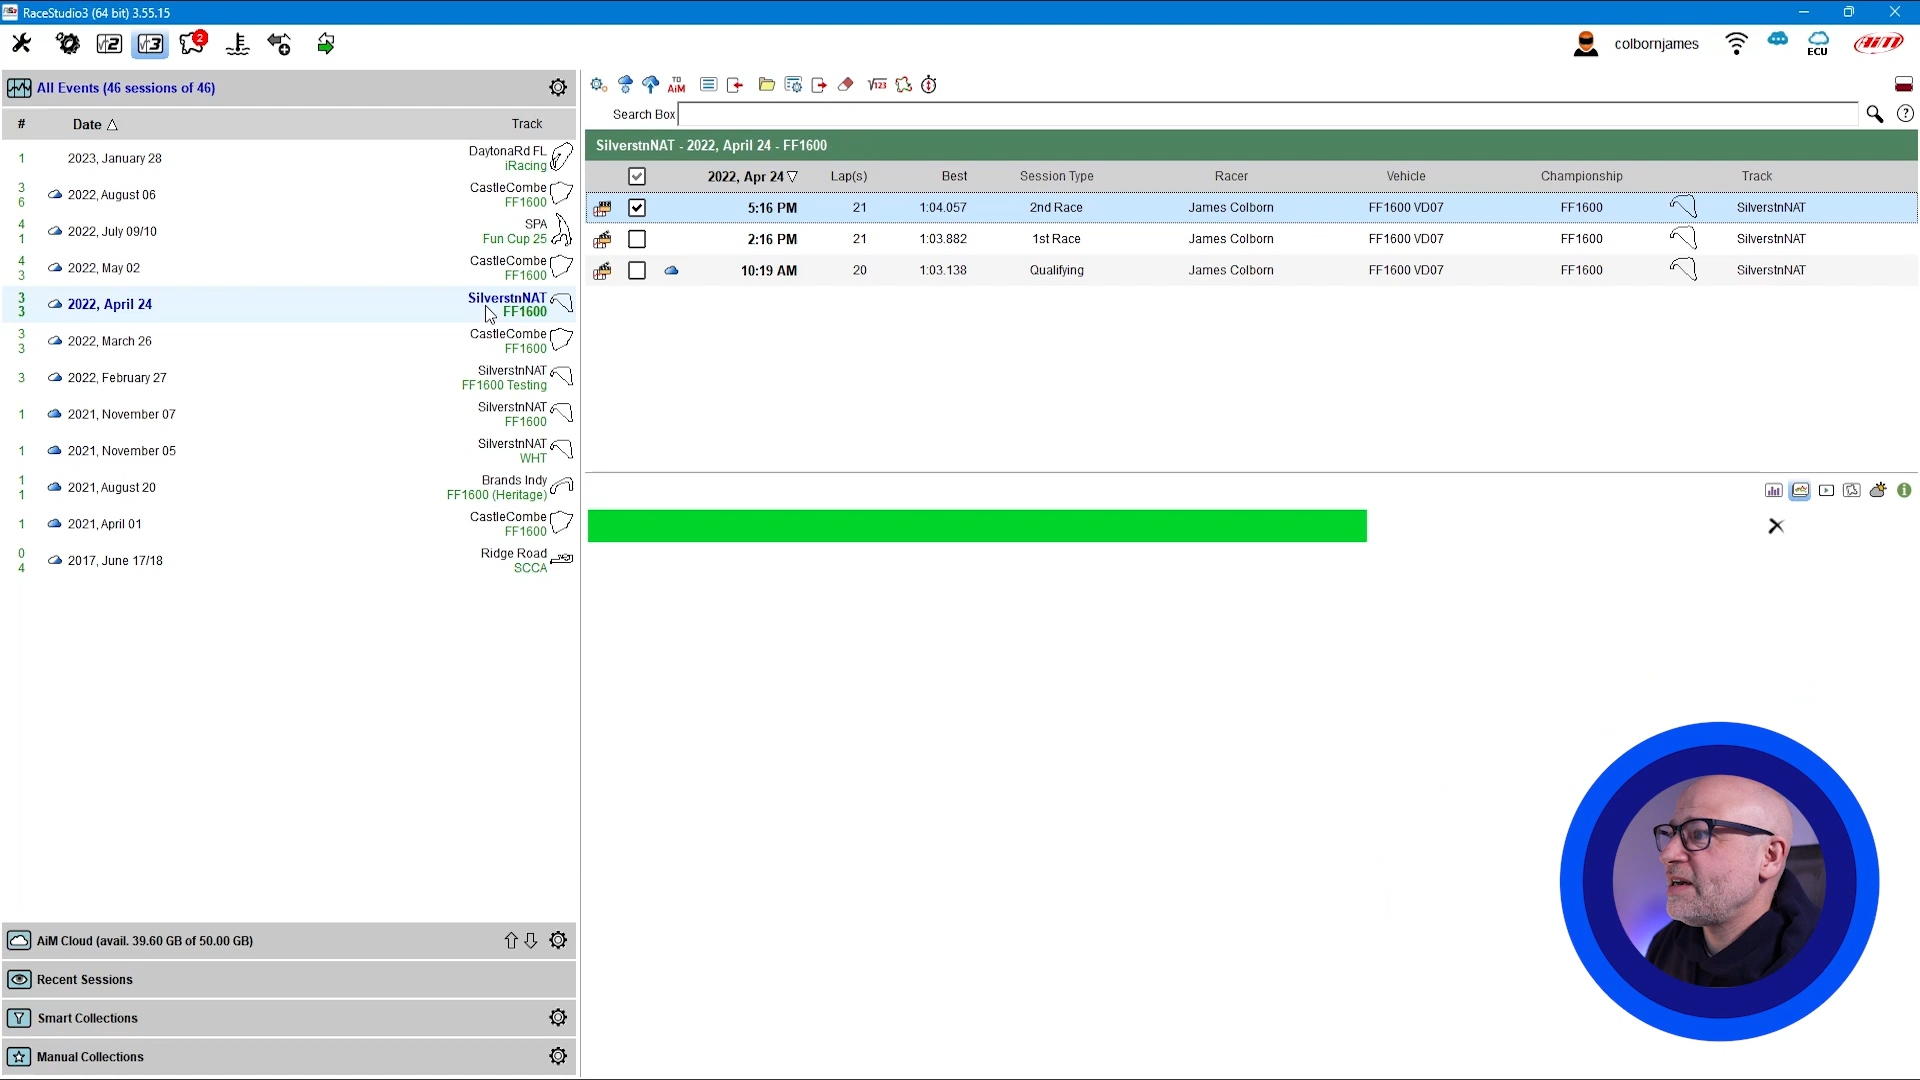 RaceStudio3 (64 bit) 3.55.15
2
3
2
colbornjames
ECU
AiM
All Events (46 sessions of 46)
# Date Track
1 2023, January 28 DaytonaRd FL
iRacing
3 2022, August 06 CastleCombe
6 FF1600
4 2022, July 09/10 SPA
1 Fun Cup 25
4 2022, May 02 CastleCombe
3 FF1600
3 2022, April 24 SilverstnNAT
3 FF1600
3 2022, March 26 CastleCombe
3 FF1600
3 2022, February 27 SilverstnNAT
FF1600 Testing
1 2021, November 07 SilverstnNAT
FF1600
1 2021, November 05 SilverstnNAT
WHT
1 2021, August 20 Brands Indy
1 FF1600 (Heritage)
1 2021, April 01 CastleCombe
FF1600
0 2017, June 17/18 Ridge Road
4 SCCA
AiM Cloud (avail. 39.60 GB of 50.00 GB)
Recent Sessions
Smart Collections
Manual Collections
TO
AiM
√123
Search Box
?
SilverstnNAT - 2022, April 24 - FF1600
2022, Apr 24 Lap(s) Best Session Type Racer Vehicle Championship Track
5:16 PM 21 1:04.057 2nd Race James Colborn FF1600 VD07 FF1600 SilverstnNAT
2:16 PM 21 1:03.882 1st Race James Colborn FF1600 VD07 FF1600 SilverstnNAT
10:19 AM 20 1:03.138 Qualifying James Colborn FF1600 VD07 FF1600 SilverstnNAT